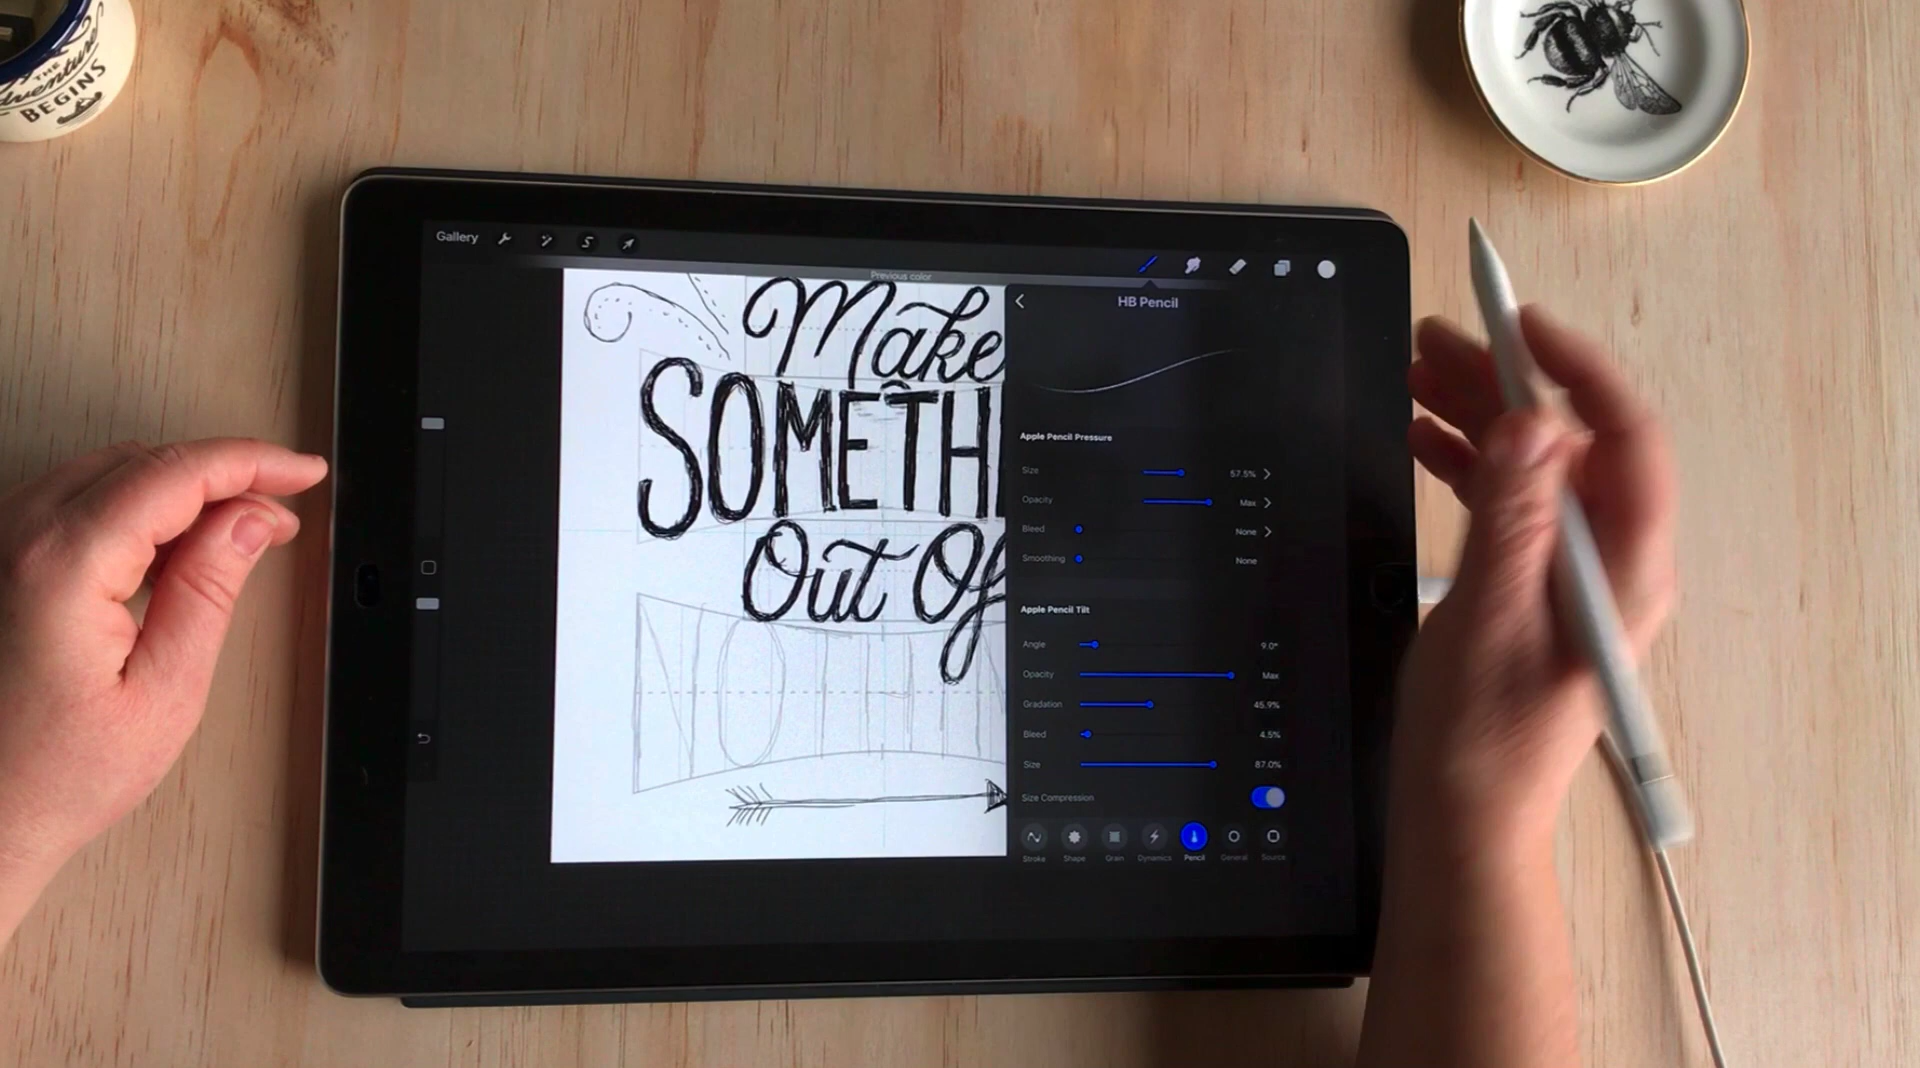 THE
Adventure
BEGINS
Gallery
Previous color
Make
SOMETHI
Out Of
NOTHIN
HB Pencil
Apple Pencil Pressure
Size 57.5%
Opacity Max
Bleed None
Smoothing None
Apple Pencil Tilt
Angle 9.0°
Opacity Max
Gradation 45.9%
Bleed 4.5%
Size 87.0%
Size Compression
Stroke Shape Grain Dynamics Pencil General Source